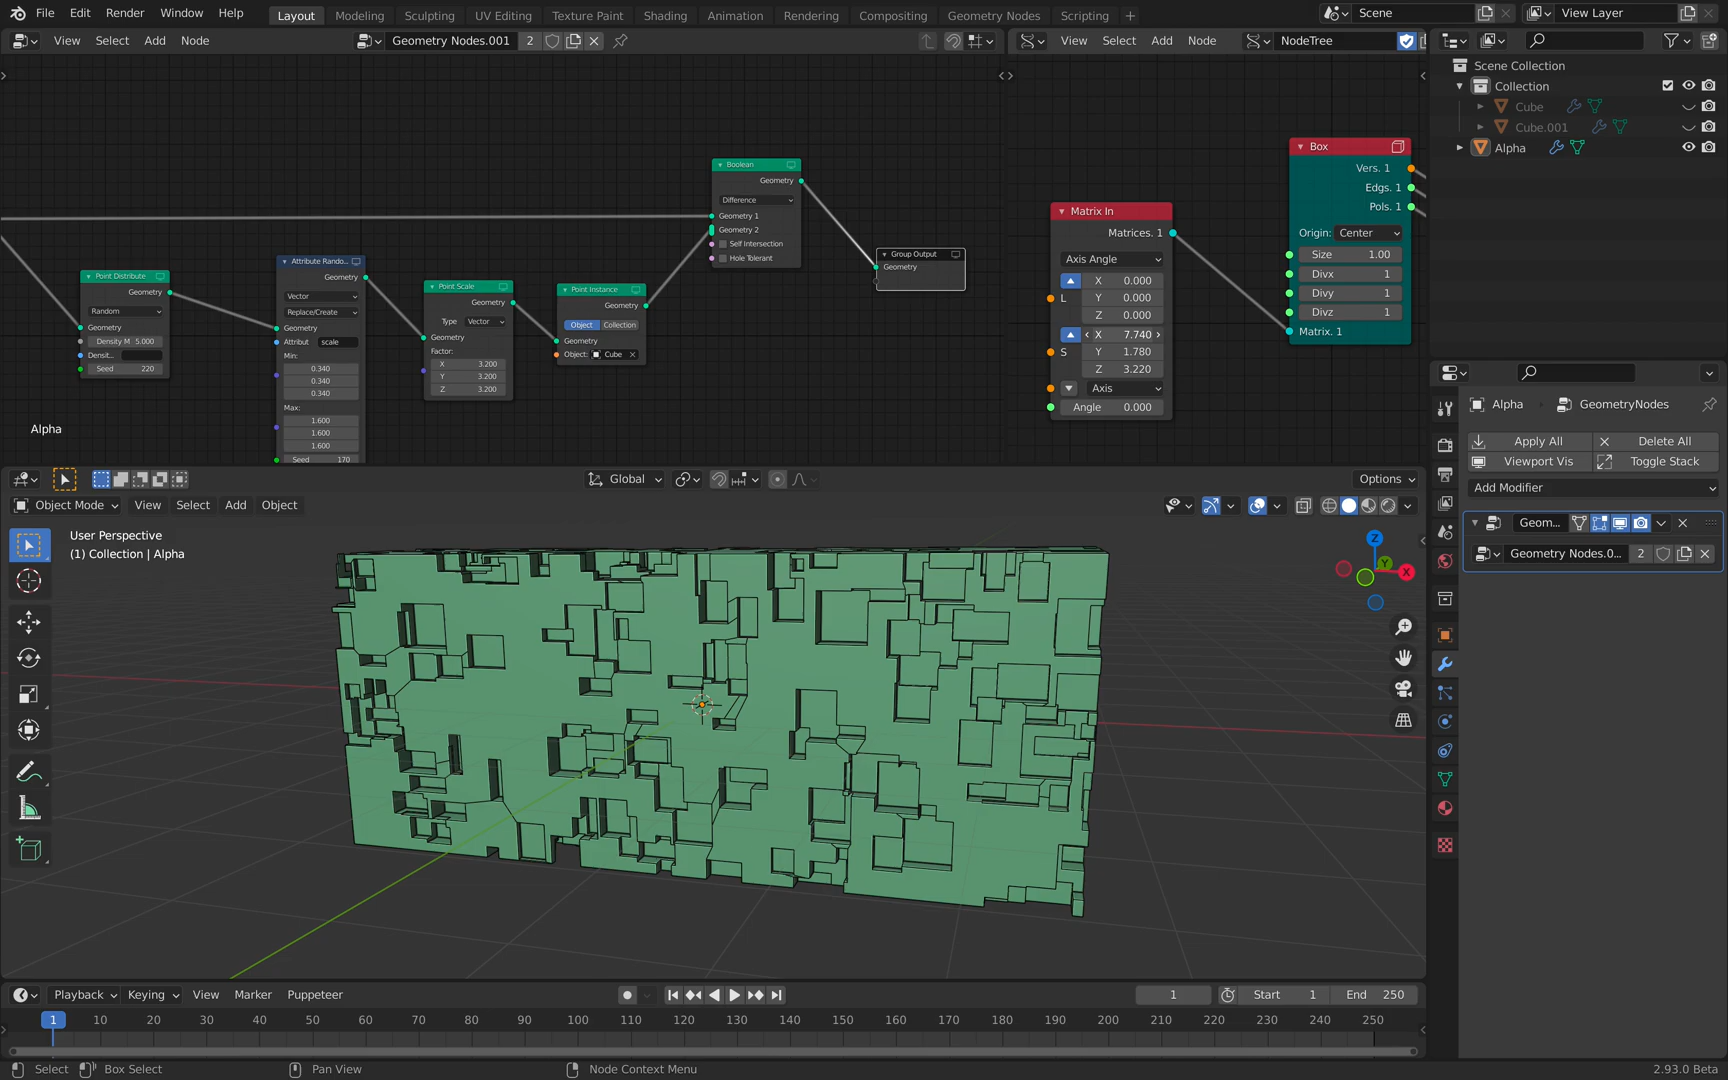 File Edit Render Window Help Layout Modeling Sculpting UV Editing Texture Paint Shading Animation Rendering Compositing Geometry Nodes Scripting + Scene View Layer
View Select Add Node Geometry Nodes.001 2 View Select Add Node NodeTree
Scene Collection
Collection
Cube
Cube.001
Alpha
Boolean
Geometry
Difference
Geometry 1
Geometry 2
Self Intersection
Hole Tolerant
Group Output
Geometry
Point Distribute
Geometry
Random
Geometry
Density M 5.000
Densit...
Seed 220
Attribute Rando...
Geometry
Vector
Replace/Create
Geometry
Attribut scale
Min:
0.340
0.340
0.340
Max:
1.600
1.600
1.600
Seed 170
Point Scale
Geometry
Type Vector
Geometry
Factor:
X 3.200
Y 3.200
Z 3.200
Point Instance
Geometry
Object Collection
Geometry
Object: Cube
Alpha
Matrix In
Matrices. 1
Axis Angle
X 0.000
L Y 0.000
Z 0.000
X 7.740
S Y 1.780
Z 3.220
Axis
Angle 0.000
Box
Vers. 1
Edgs. 1
Pols. 1
Origin: Center
Size 1.00
Divx 1
Divy 1
Divz 1
Matrix. 1
Alpha GeometryNodes
Apply All Delete All
Viewport Vis Toggle Stack
Add Modifier
Geom...
Geometry Nodes.0... 2
Global Options
Object Mode View Select Add Object
User Perspective
(1) Collection | Alpha
Z
Y
X
Playback Keying View Marker Puppeteer 1 Start 1 End 250
1 10 20 30 40 50 60 70 80 90 100 110 120 130 140 150 160 170 180 190 200 210 220 230 240 250
Select Box Select Pan View Node Context Menu 2.93.0 Beta